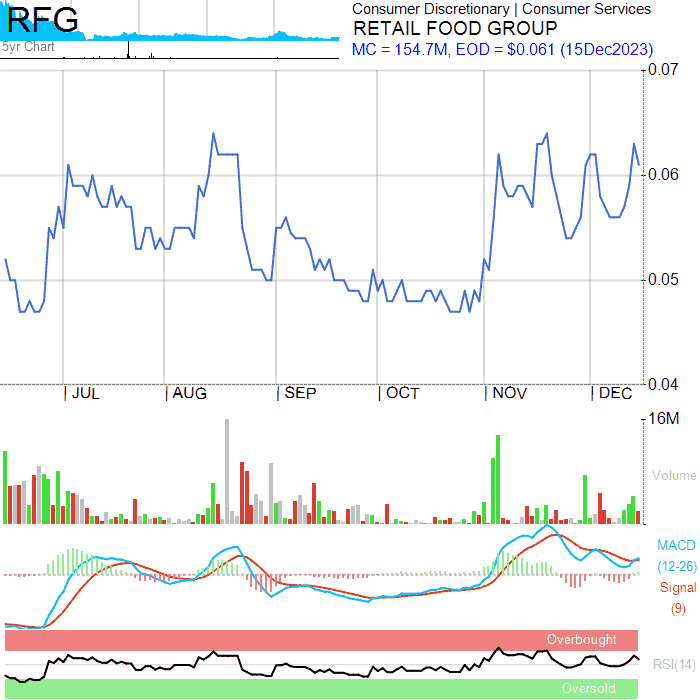 RFG
5yr Chart
Consumer Discretionary | Consumer Services
RETAIL FOOD GROUP
MC = 154.7M, EOD = $0.061 (15Dec2023)
0.07
0.06
0.05
0.04
JUL AUG SEP OCT NOV DEC
16M
Volume
MACD
(12-26)
Signal
(9)
Overbought
RSI(14)
Oversold